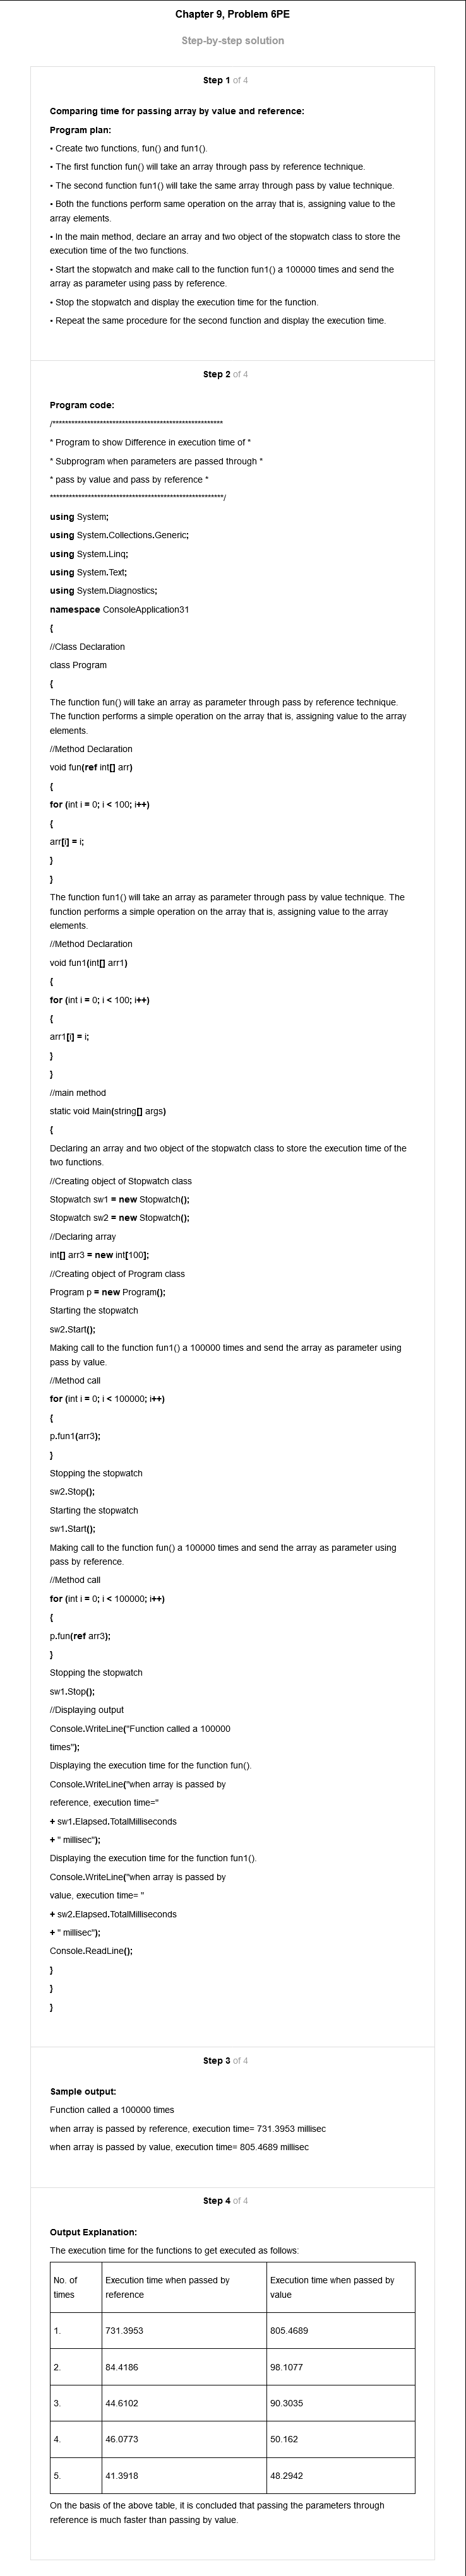 Chapter 9, Problem 6PE
Step-by-step solution
Step 1 of 4
Comparing time for passing array by value and reference:
Program plan:
• Create two functions, fun() and fun1().
• The first function fun() will take an array through pass by reference technique.
• The second function fun1() will take the same array through pass by value technique.
• Both the functions perform same operation on the array that is, assigning value to the
array elements.
• In the main method, declare an array and two object of the stopwatch class to store the
execution time of the two functions.
• Start the stopwatch and make call to the function fun1() a 100000 times and send the
array as parameter using pass by reference.
• Stop the stopwatch and display the execution time for the function.
• Repeat the same procedure for the second function and display the execution time.
Step 2 of 4
Program code:
/******************************************************
* Program to show Difference in execution time of *
* Subprogram when parameters are passed through *
* pass by value and pass by reference *
******************************************************/
using System;
using System.Collections.Generic;
using System.Linq;
using System.Text;
using System.Diagnostics;
namespace ConsoleApplication31
{
//Class Declaration
class Program
{
The function fun() will take an array as parameter through pass by reference technique.
The function performs a simple operation on the array that is, assigning value to the array
elements.
//Method Declaration
void fun(ref int[] arr)
{
for (int i = 0; i < 100; i++)
{
arr[i] = i;
}
}
The function fun1() will take an array as parameter through pass by value technique. The
function performs a simple operation on the array that is, assigning value to the array
elements.
//Method Declaration
void fun1(int[] arr1)
{
for (int i = 0; i < 100; i++)
{
arr1[i] = i;
}
}
//main method
static void Main(string[] args)
{
Declaring an array and two object of the stopwatch class to store the execution time of the
two functions.
//Creating object of Stopwatch class
Stopwatch sw1 = new Stopwatch();
Stopwatch sw2 = new Stopwatch();
//Declaring array
int[] arr3 = new int[100];
//Creating object of Program class
Program p = new Program();
Starting the stopwatch
sw2.Start();
Making call to the function fun1() a 100000 times and send the array as parameter using
pass by value.
//Method call
for (int i = 0; i < 100000; i++)
{
p.fun1(arr3);
}
Stopping the stopwatch
sw2.Stop();
Starting the stopwatch
sw1.Start();
Making call to the function fun() a 100000 times and send the array as parameter using
pass by reference.
//Method call
for (int i = 0; i < 100000; i++)
{
p.fun(ref arr3);
}
Stopping the stopwatch
sw1.Stop();
//Displaying output
Console.WriteLine("Function called a 100000
times");
Displaying the execution time for the function fun().
Console.WriteLine("when array is passed by
reference, execution time="
+ sw1.Elapsed.TotalMilliseconds
+ " millisec");
Displaying the execution time for the function fun1().
Console.WriteLine("when array is passed by
value, execution time= "
+ sw2.Elapsed.TotalMilliseconds
+ " millisec");
Console.ReadLine();
}
}
}
Step 3 of 4
Sample output:
Function called a 100000 times
when array is passed by reference, execution time= 731.3953 millisec
when array is passed by value, execution time= 805.4689 millisec
Step 4 of 4
Output Explanation:
The execution time for the functions to get executed as follows:
No. of times Execution time when passed by reference Execution time when passed by value
1. 731.3953 805.4689
2. 84.4186 98.1077
3. 44.6102 90.3035
4. 46.0773 50.162
5. 41.3918 48.2942
On the basis of the above table, it is concluded that passing the parameters through
reference is much faster than passing by value.